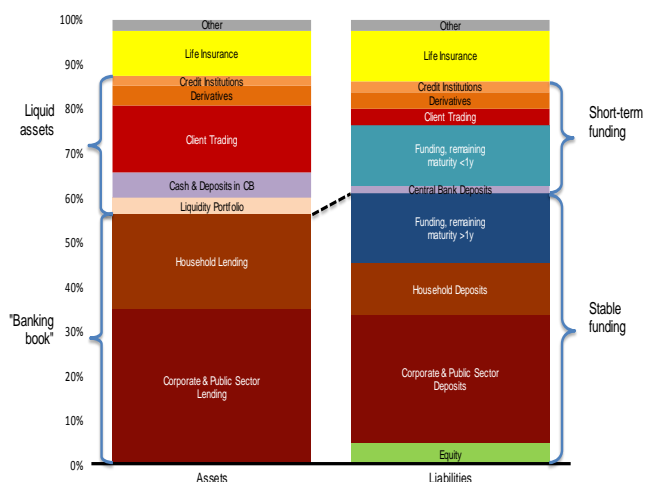 100%
90%
80%
70%
60%
50%
40%
30%
20%
10%
0%
Liquid
assets
"Banking
book"
Other
Life Insurance
Credit Institutions
Derivatives
Client Trading
Cash & Deposits in CB
Liquidity Portfolio
Household Lending
Corporate & Public Sector
Lending
Assets
Other
Life Insurance
Credit Institutions
Derivatives
Client Trading
Funding, remaining
maturity <1y
Central Bank Deposits
Funding, remaining
maturity >1y
Household Deposits
Corporate & Public Sector
Deposits
Equity
Liabilities
Short-term
funding
Stable
funding